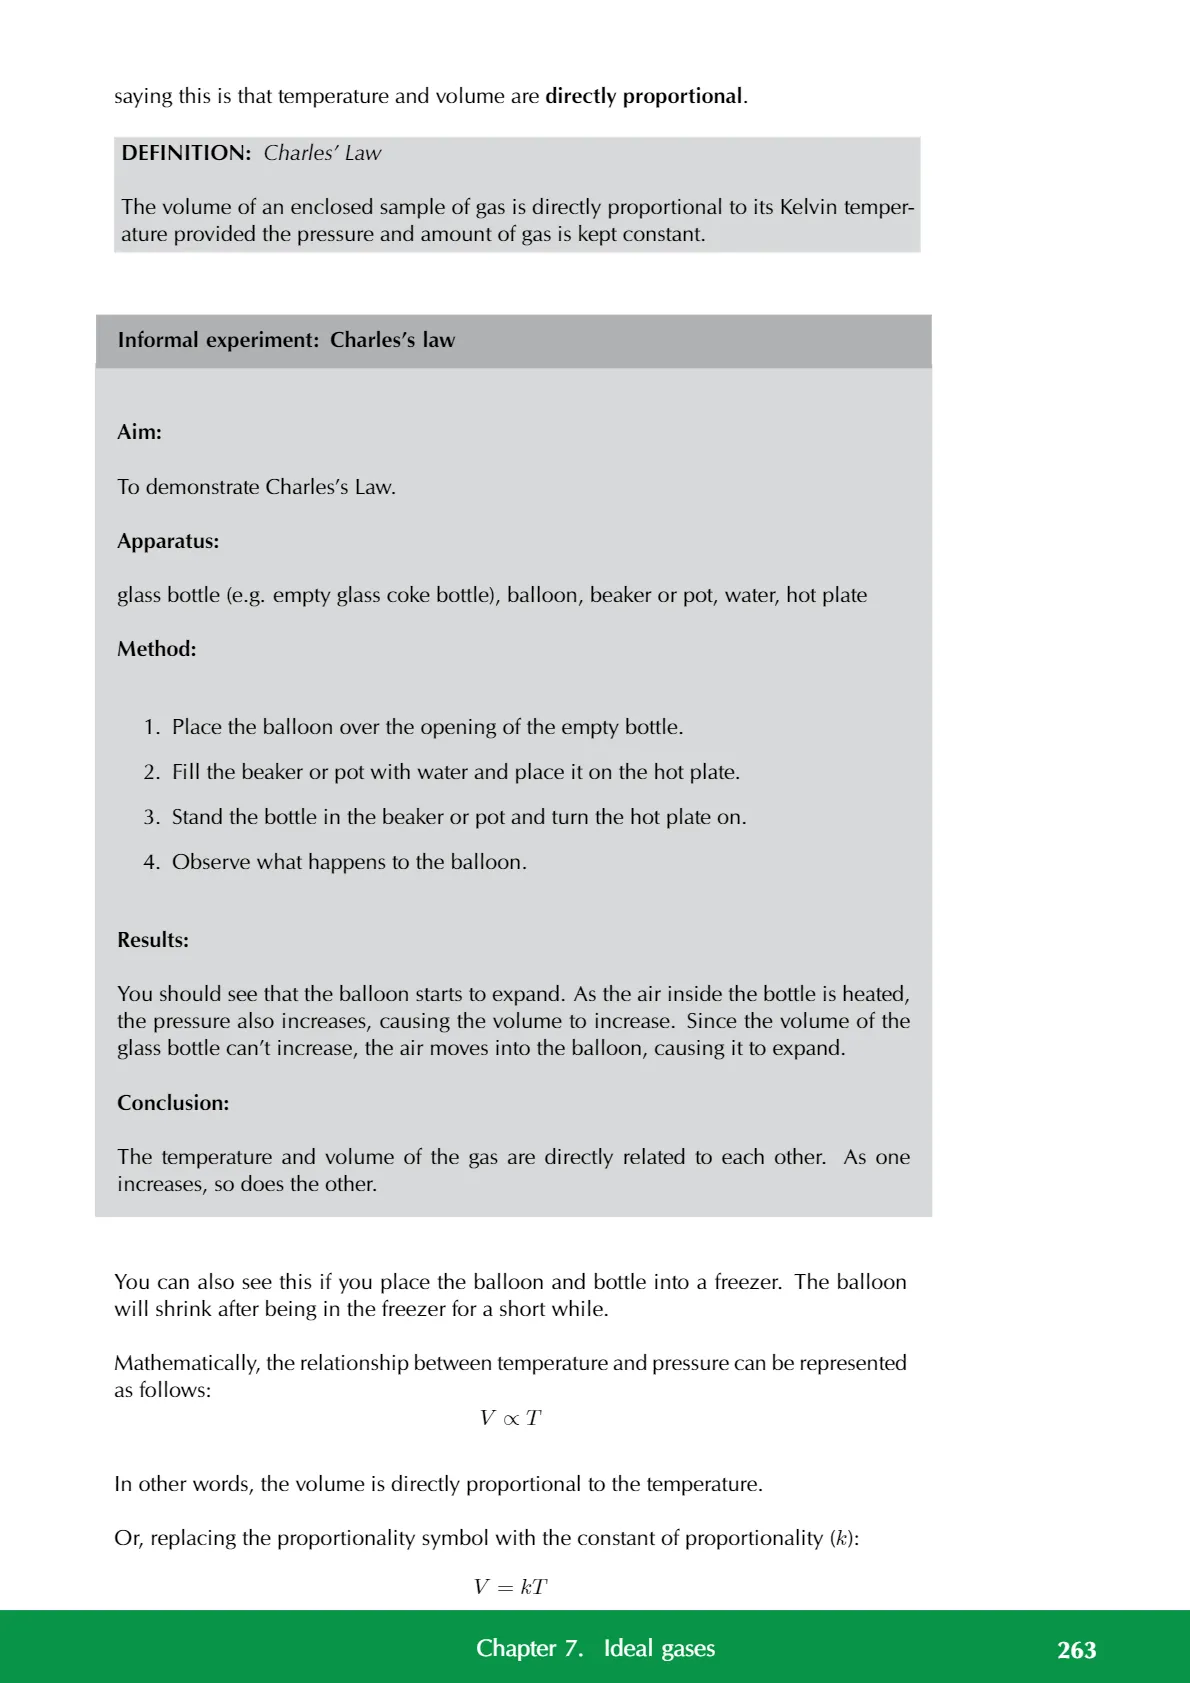 saying this is that temperature and volume are directly proportional.
DEFINITION: Charles’ Law
The volume of an enclosed sample of gas is directly proportional to its Kelvin temper-
ature provided the pressure and amount of gas is kept constant.
Informal experiment: Charles’s law
Aim:
To demonstrate Charles’s Law.
Apparatus:
glass bottle (e.g. empty glass coke bottle), balloon, beaker or pot, water, hot plate
Method:
1. Place the balloon over the opening of the empty bottle.
2. Fill the beaker or pot with water and place it on the hot plate.
3. Stand the bottle in the beaker or pot and turn the hot plate on.
4. Observe what happens to the balloon.
Results:
You should see that the balloon starts to expand. As the air inside the bottle is heated,
the pressure also increases, causing the volume to increase. Since the volume of the
glass bottle can’t increase, the air moves into the balloon, causing it to expand.
Conclusion:
The temperature and volume of the gas are directly related to each other. As one
increases, so does the other.
You can also see this if you place the balloon and bottle into a freezer. The balloon
will shrink after being in the freezer for a short while.
Mathematically, the relationship between temperature and pressure can be represented
as follows:
V ∝ T
In other words, the volume is directly proportional to the temperature.
Or, replacing the proportionality symbol with the constant of proportionality (k):
V = kT
Chapter 7. Ideal gases 263